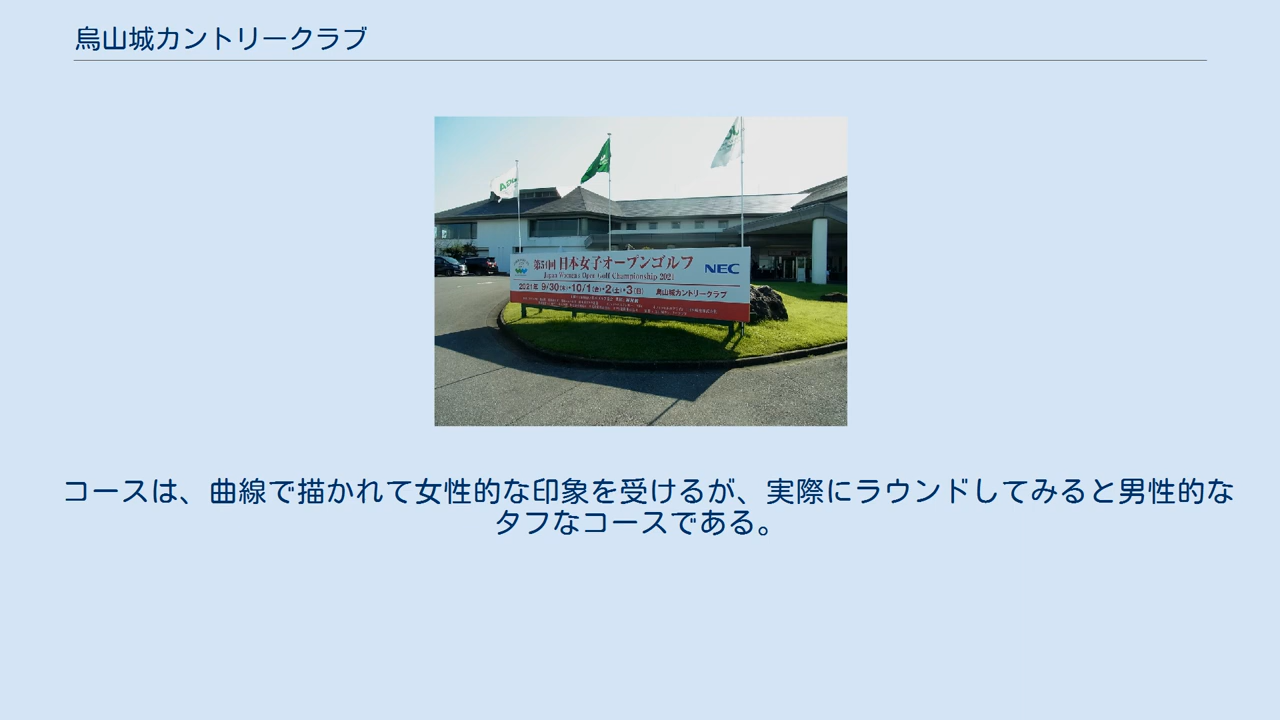 烏山城カントリークラブ
第54回 日本女子オープンゴルフ
Japan Women's Open Golf Championship 2021
NEC
2021年 9/30(木)・10/1(金)・2(土)・3(日) 烏山城カントリークラブ
コースは、曲線で描かれて女性的な印象を受けるが、実際にラウンドしてみると男性的な
タフなコースである。